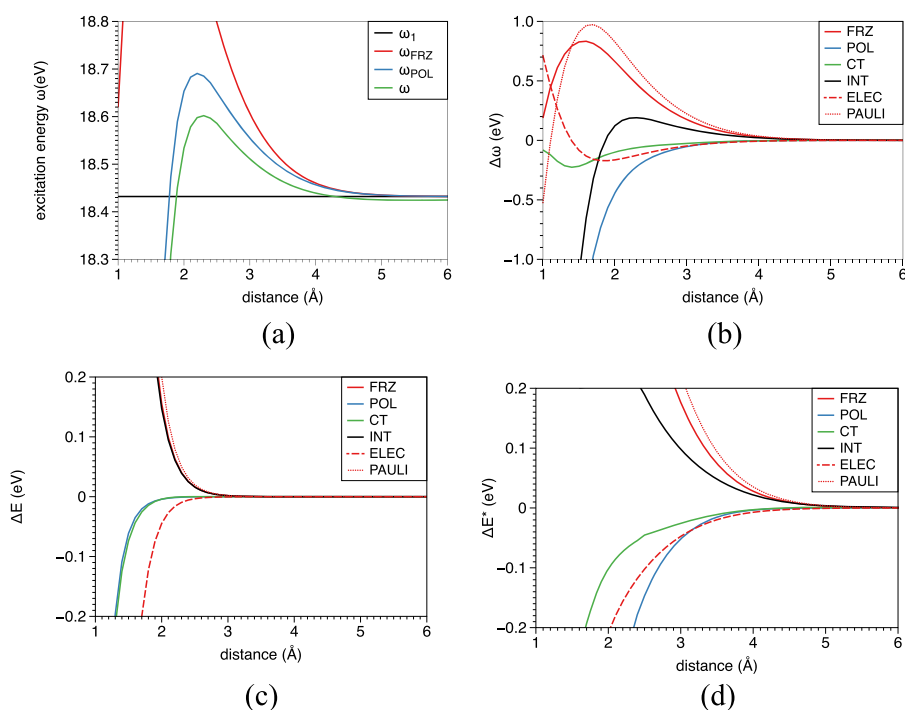 18.8
18.7
18.6
18.5
18.4
18.3
excitation energy ω(eV)
1 2 3 4 5 6
distance (Å)
ω1
ωFRZ
ωPOL
ω
(a)
1.0
0.5
0
−0.5
−1.0
Δω (eV)
1 2 3 4 5 6
distance (Å)
FRZ
POL
CT
INT
ELEC
PAULI
(b)
0.2
0.1
0
−0.1
−0.2
ΔE (eV)
1 2 3 4 5 6
distance (Å)
FRZ
POL
CT
INT
ELEC
PAULI
(c)
0.2
0.1
0
−0.1
−0.2
ΔE* (eV)
1 2 3 4 5 6
distance (Å)
FRZ
POL
CT
INT
ELEC
PAULI
(d)